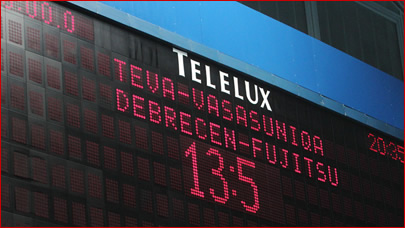 TELELUX
TEVA-VASASUNIQA
DEBRECEN-FUJITSU 20:35
13:5